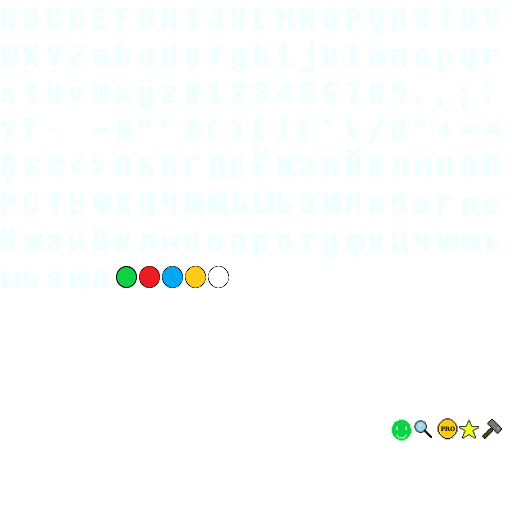 ABCDEFGHIJKLMNOPQRSTUV
WXYZabcdefghijklmnopqr
stuvwxyz0123456789.,;:
?!-_#"'&()[]|`\/@°+=*
$£€<>АБВГДЕЁЖЗИЙКЛМНОП
РСТУФХЦЧШЩЪЫЬЭЮЯабвгде
ёжзийклмнопрстуфхцчшщъ
ыьэюя
PRO